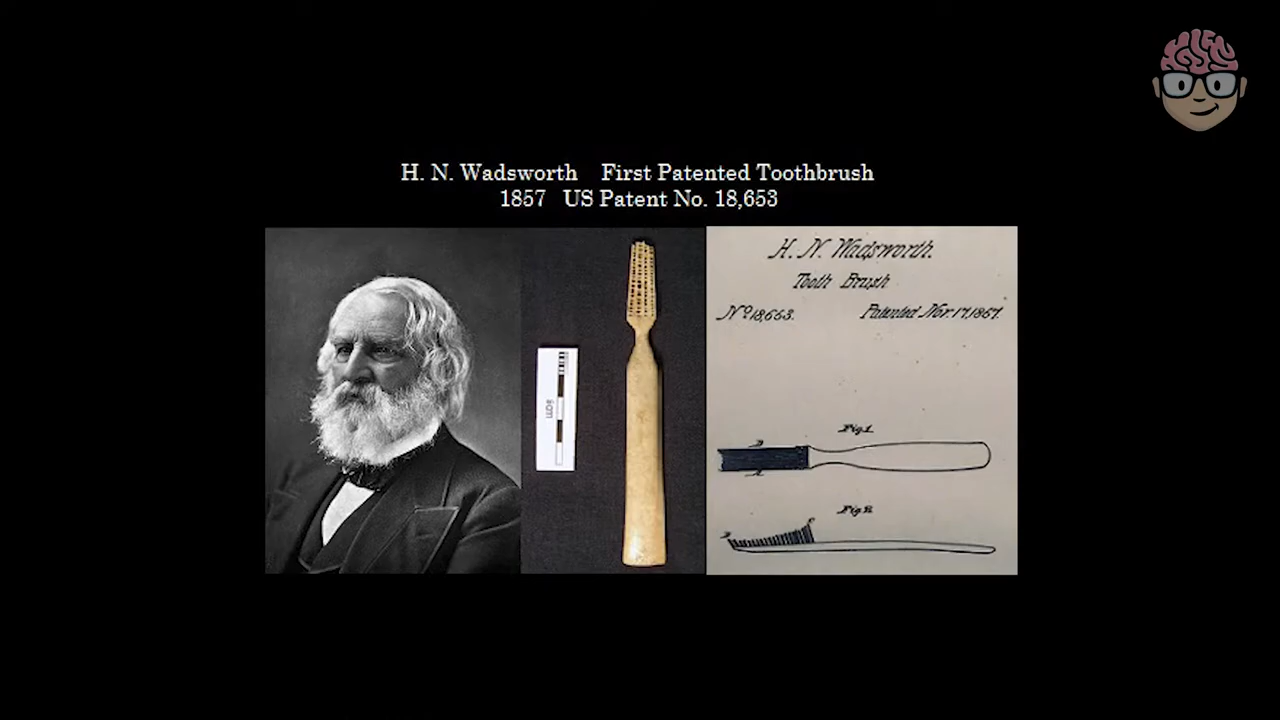 H. N. Wadsworth First Patented Toothbrush
1857 US Patent No. 18,653
H. N. Wadsworth.
Tooth Brush
Nº 18,653.
Patented Nov. 17, 1857.
Fig. 1.
Fig. 2.